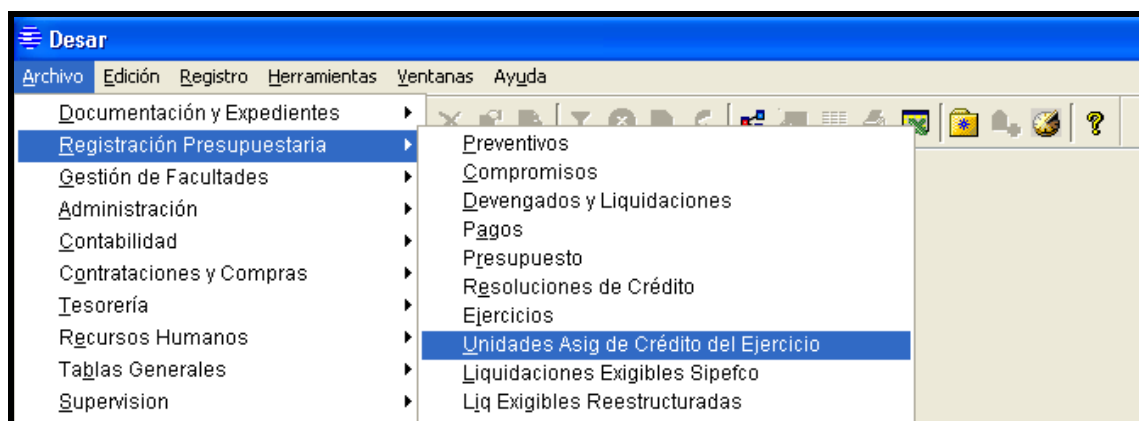 Desar
Archivo Edición Registro Herramientas Ventanas Ayuda
Documentación y Expedientes
Registración Presupuestaria
Gestión de Facultades
Administración
Contabilidad
Contrataciones y Compras
Tesorería
Recursos Humanos
Tablas Generales
Supervision
Preventivos
Compromisos
Devengados y Liquidaciones
Pagos
Presupuesto
Resoluciones de Crédito
Ejercicios
Unidades Asig de Crédito del Ejercicio
Liquidaciones Exigibles Sipefco
Liq Exigibles Reestructuradas